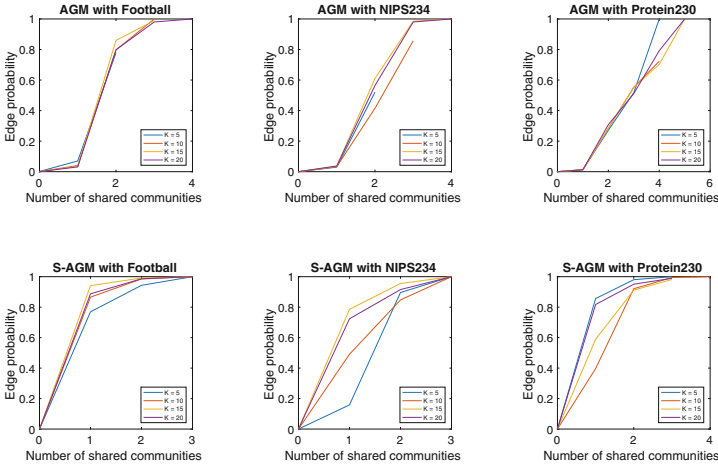 AGM with Football
1
0.8
0.6
0.4
0.2
0
Edge probability
K = 5
K = 10
K = 15
K = 20
0 2 4
Number of shared communities
AGM with NIPS234
1
0.8
0.6
0.4
0.2
0
Edge probability
K = 5
K = 10
K = 15
K = 20
0 1 2 3 4
Number of shared communities
AGM with Protein230
1
0.8
0.6
0.4
0.2
0
Edge probability
K = 5
K = 10
K = 15
K = 20
0 2 4 6
Number of shared communities
S-AGM with Football
1
0.8
0.6
0.4
0.2
0
Edge probability
K = 5
K = 10
K = 15
K = 20
0 1 2 3
Number of shared communities
S-AGM with NIPS234
1
0.8
0.6
0.4
0.2
0
Edge probability
K = 5
K = 10
K = 15
K = 20
0 1 2 3
Number of shared communities
S-AGM with Protein230
1
0.8
0.6
0.4
0.2
0
Edge probability
K = 5
K = 10
K = 15
K = 20
0 2 4
Number of shared communities